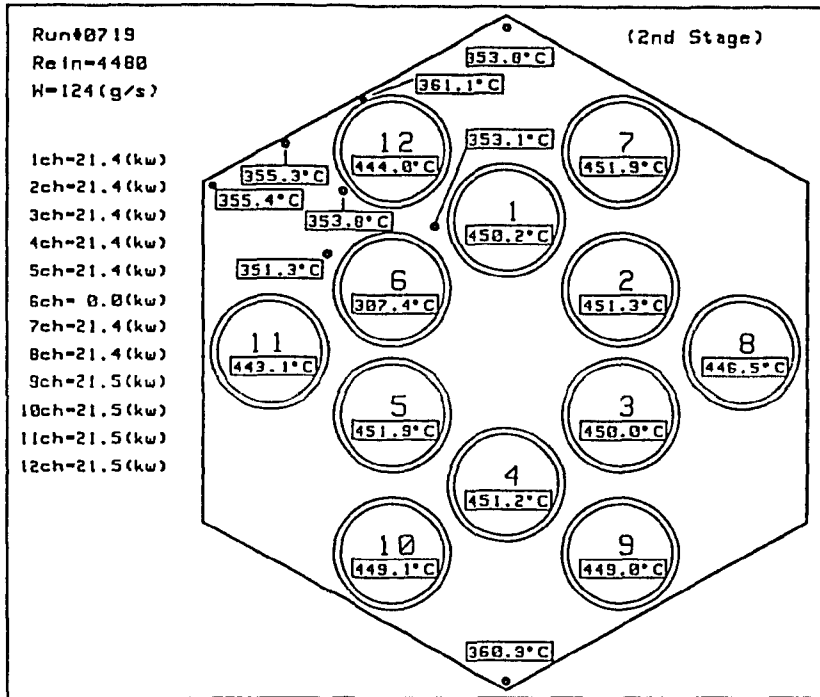 Run#0719
Rein=4480
W=124(g/s)
(2nd Stage)
1ch=21.4(kw)
2ch=21.4(kw)
3ch=21.4(kw)
4ch=21.4(kw)
5ch=21.4(kw)
6ch= 0.0(kw)
7ch=21.4(kw)
8ch=21.4(kw)
9ch=21.5(kw)
10ch=21.5(kw)
11ch=21.5(kw)
12ch=21.5(kw)
353.8°C
361.1°C
12
444.0°C
353.1°C
7
451.9°C
355.3°C
355.4°C
353.8°C
1
450.2°C
351.3°C
6
307.4°C
2
451.3°C
11
443.1°C
8
446.5°C
5
451.9°C
3
450.0°C
4
451.2°C
10
449.1°C
9
449.0°C
360.9°C